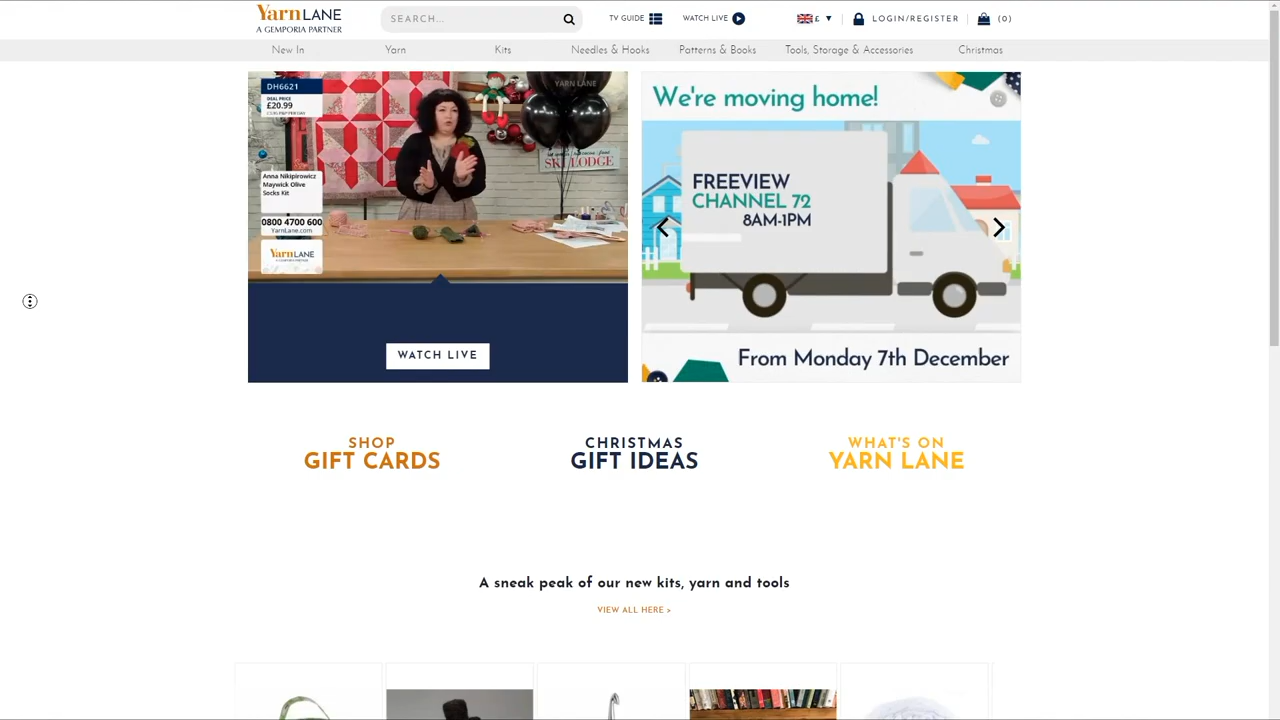 YarnLANE
A GEMPORIA PARTNER
SEARCH...
TV GUIDE
WATCH LIVE
£
LOGIN/REGISTER
(0)
New In
Yarn
Kits
Needles & Hooks
Patterns & Books
Tools, Storage & Accessories
Christmas
DH6621
DEAL PRICE
£20.99
YARN LANE
SKI LODGE
Anna Nikipirowicz
Maywick Olive
Socks Kit
0800 4700 600
YarnLane.com
YarnLANE
WATCH LIVE
We're moving home!
FREEVIEW
CHANNEL 72
8AM-1PM
From Monday 7th December
SHOP
GIFT CARDS
CHRISTMAS
GIFT IDEAS
WHAT'S ON
YARN LANE
A sneak peak of our new kits, yarn and tools
VIEW ALL HERE >